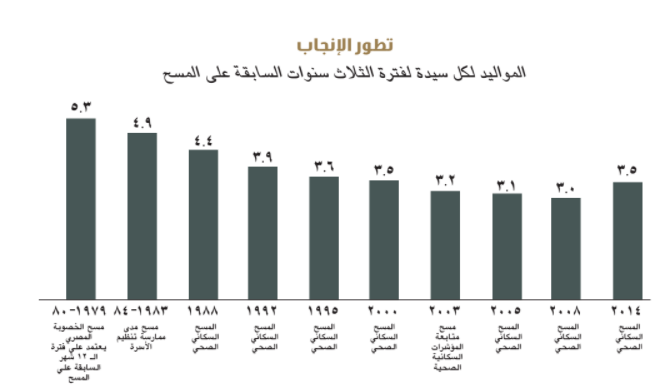 تطور الإنجاب
المواليد لكل سيدة لفترة الثلاث سنوات السابقة على المسح
٥.٣
٤.٩
٤.٤
٣.٩
٣.٦
٣.٥
٣.٢
٣.١
٣.٠
٣.٥
١٩٧٩-٨٠
مسح الخصوبة
المصري
يعتمد على فترة
الـ ١٢ شهر
السابقة على
المسح
١٩٨٣-٨٤
مسح مدى
ممارسة تنظيم
الأسرة
١٩٨٨
المسح
السكاني
الصحي
١٩٩٢
المسح
السكاني
الصحي
١٩٩٥
المسح
السكاني
الصحي
٢٠٠٠
المسح
السكاني
الصحي
٢٠٠٣
المسح
متابعة
المؤشرات
السكانية
الصحية
٢٠٠٥
المسح
السكاني
الصحي
٢٠٠٨
المسح
السكاني
الصحي
٢٠١٤
المسح
السكاني
الصحي